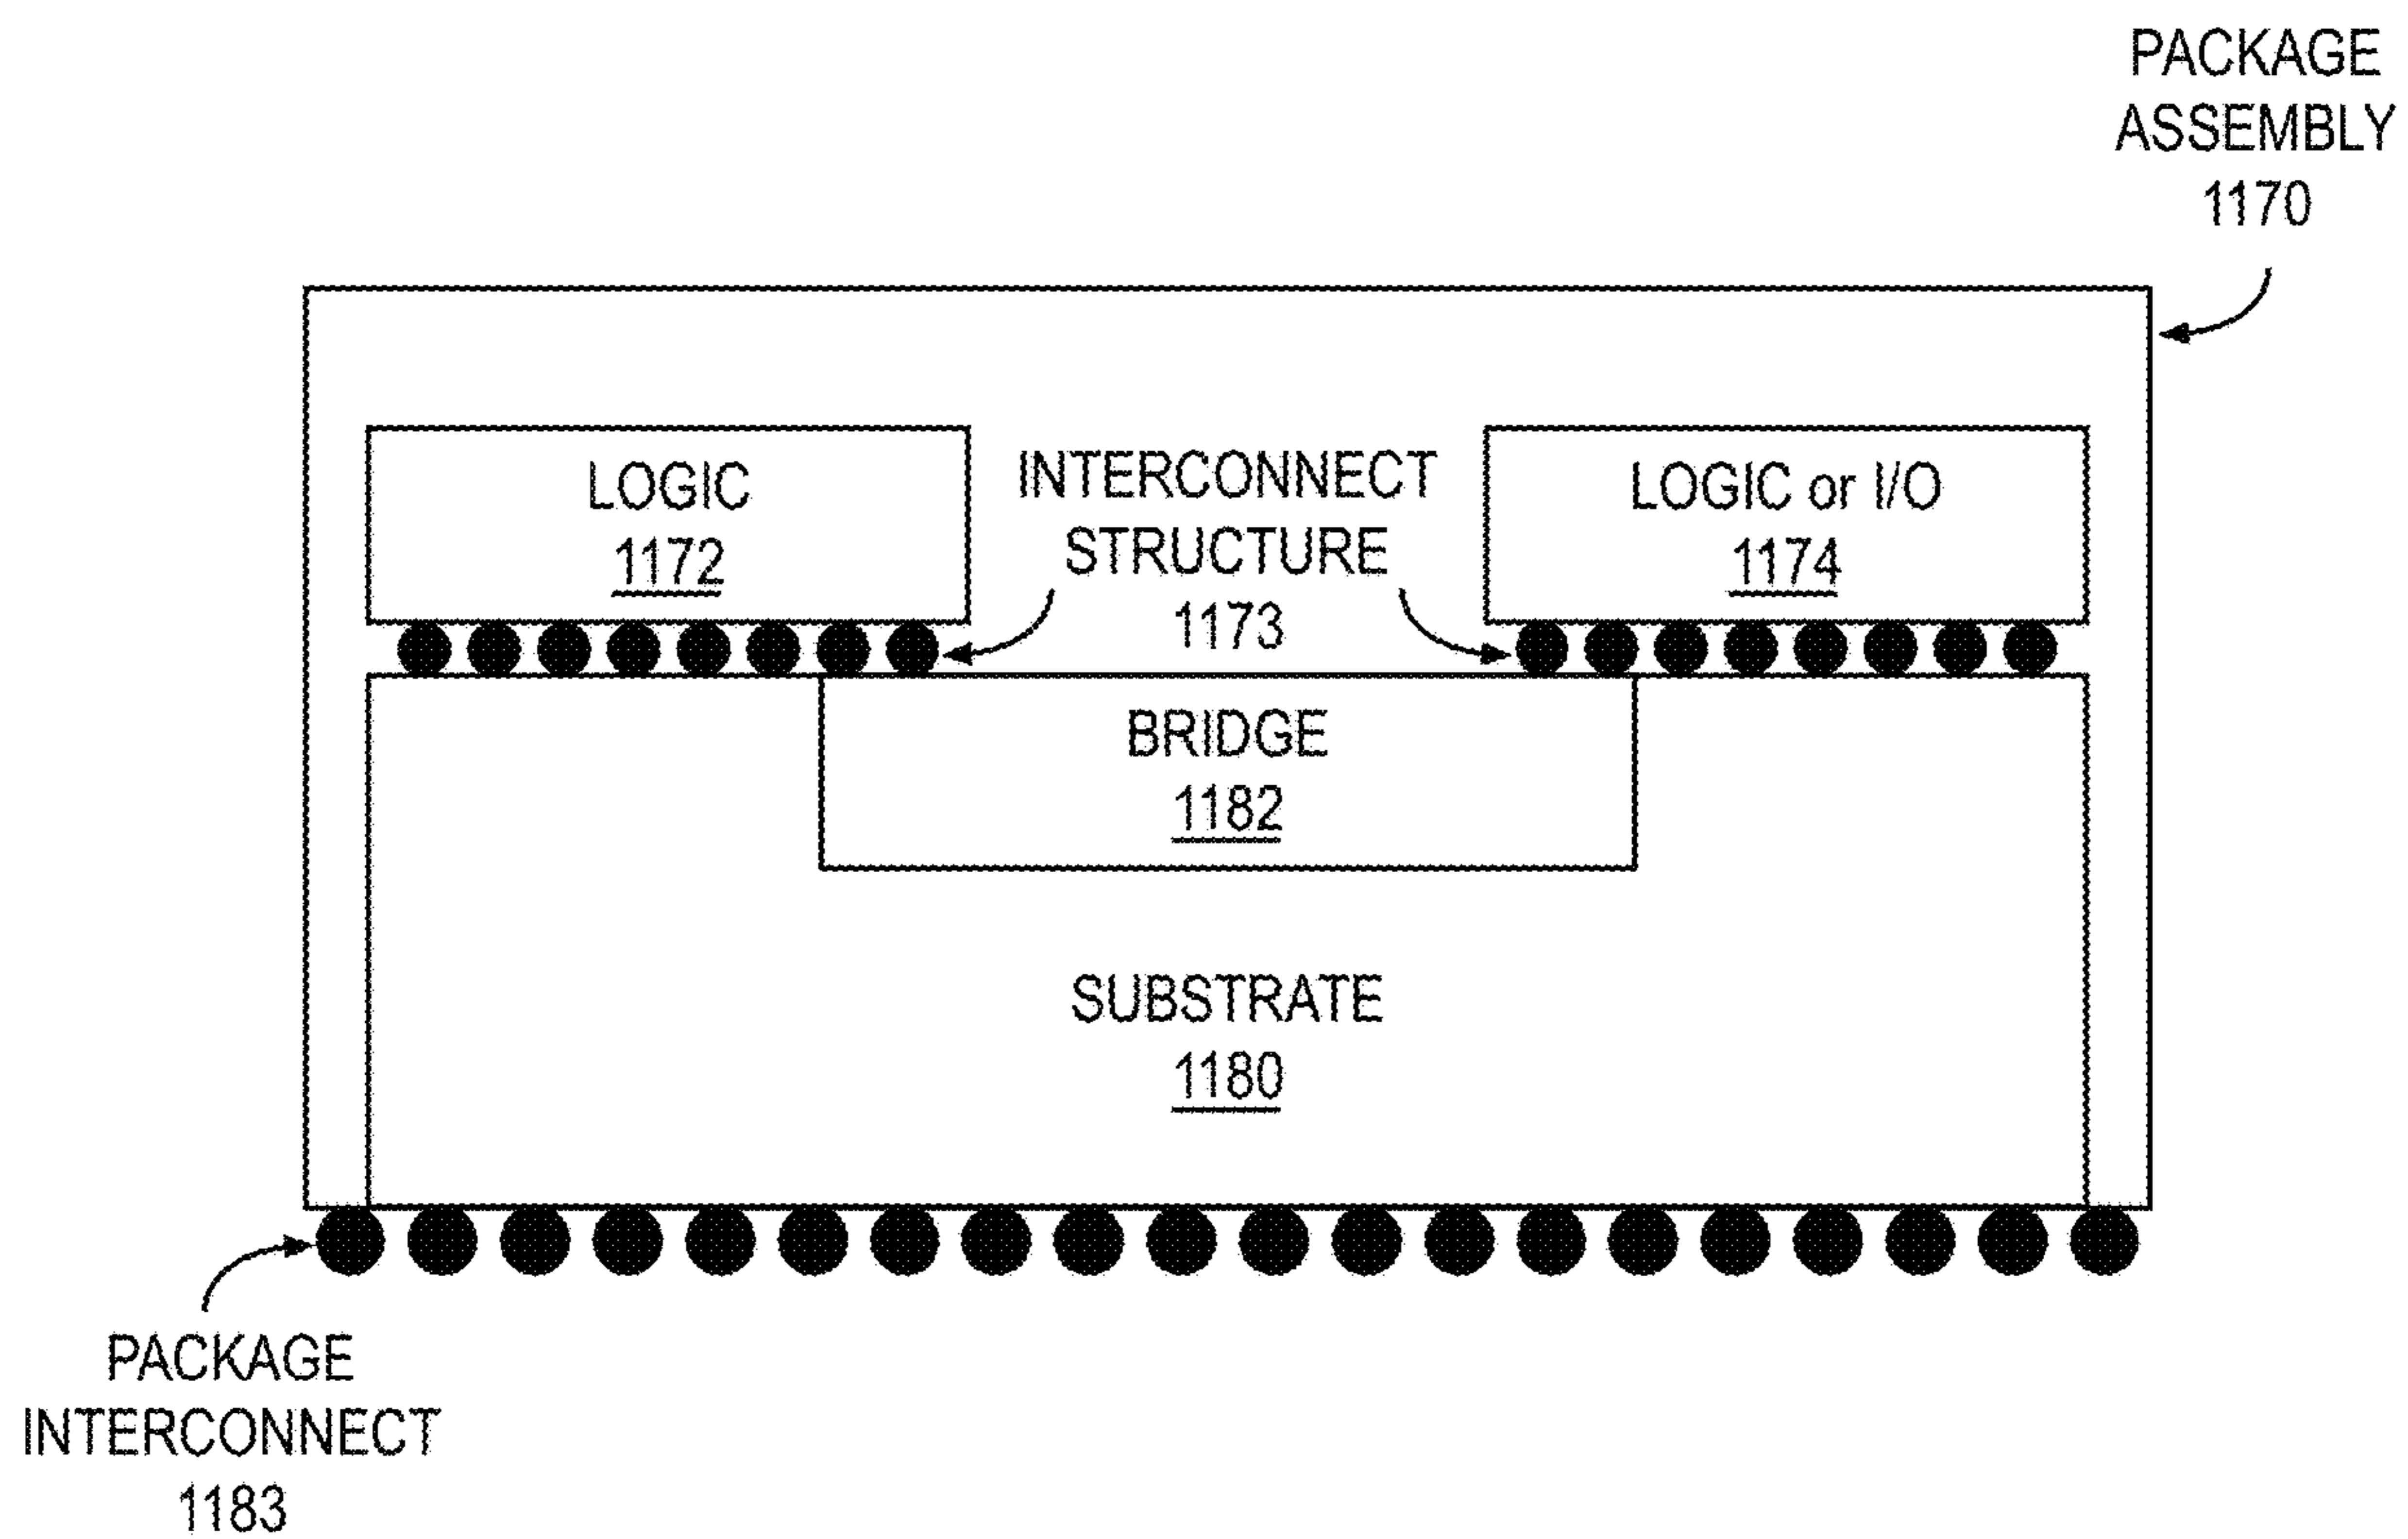 PACKAGE
ASSEMBLY
1170
LOGIC
1172
INTERCONNECT
STRUCTURE
1173
LOGIC or I/O
1174
BRIDGE
1182
SUBSTRATE
1180
PACKAGE
INTERCONNECT
1183